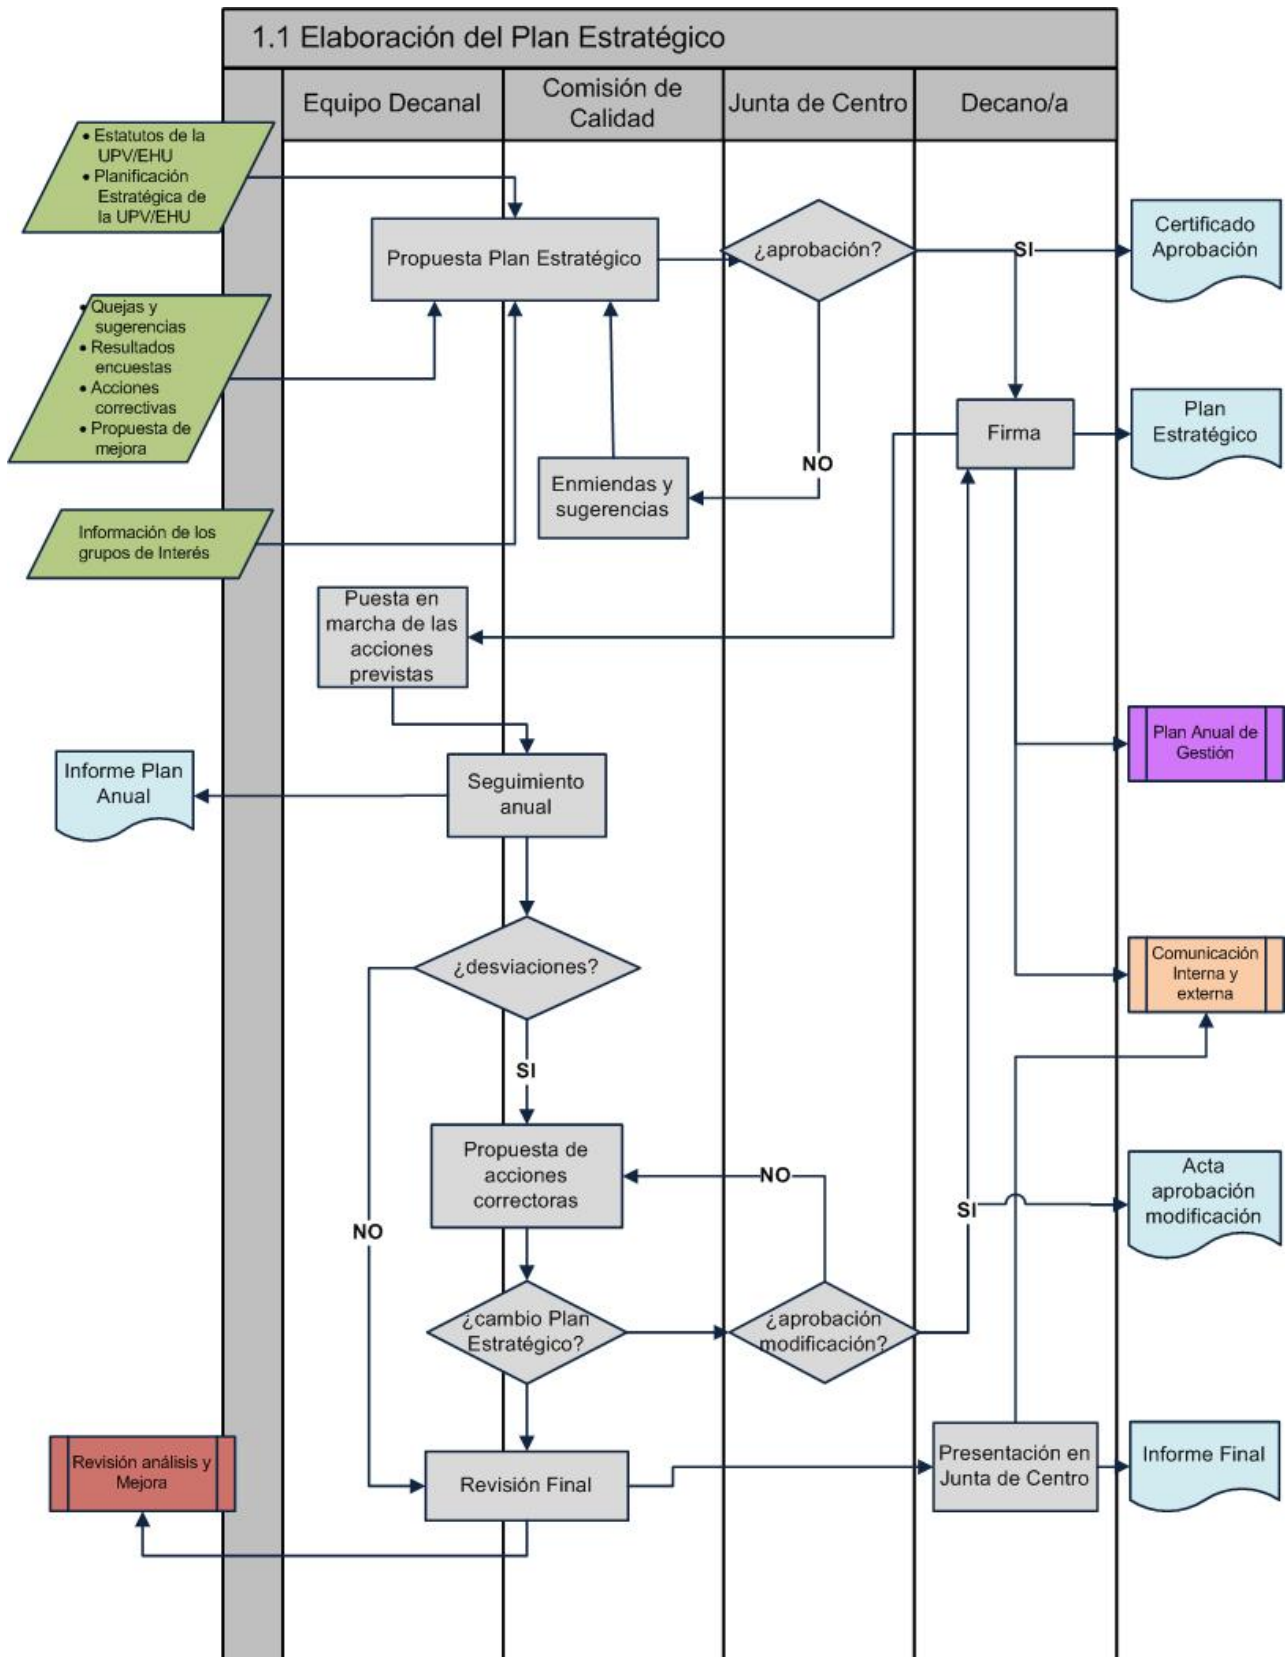 1.1 Elaboración del Plan Estratégico
Equipo Decanal
Comisión de
Calidad
Junta de Centro
Decano/a
• Estatutos de la
UPV/EHU
• Planificación
Estratégica de
la UPV/EHU
Propuesta Plan Estratégico
¿aprobación?
SI
Certificado
Aprobación
• Quejas y
sugerencias
• Resultados
encuestas
• Acciones
correctivas
• Propuesta de
mejora
Firma
Plan
Estratégico
NO
Enmiendas y
sugerencias
Información de los
grupos de Interés
Puesta en
marcha de las
acciones
previstas
Plan Anual de
Gestión
Informe Plan
Anual
Seguimiento
anual
¿desviaciones?
Comunicación
Interna y
externa
SI
Propuesta de
acciones
correctoras
NO
Acta
aprobación
modificación
SI
NO
¿cambio Plan
Estratégico?
¿aprobación
modificación?
Revisión análisis y
Mejora
Revisión Final
Presentación en
Junta de Centro
Informe Final